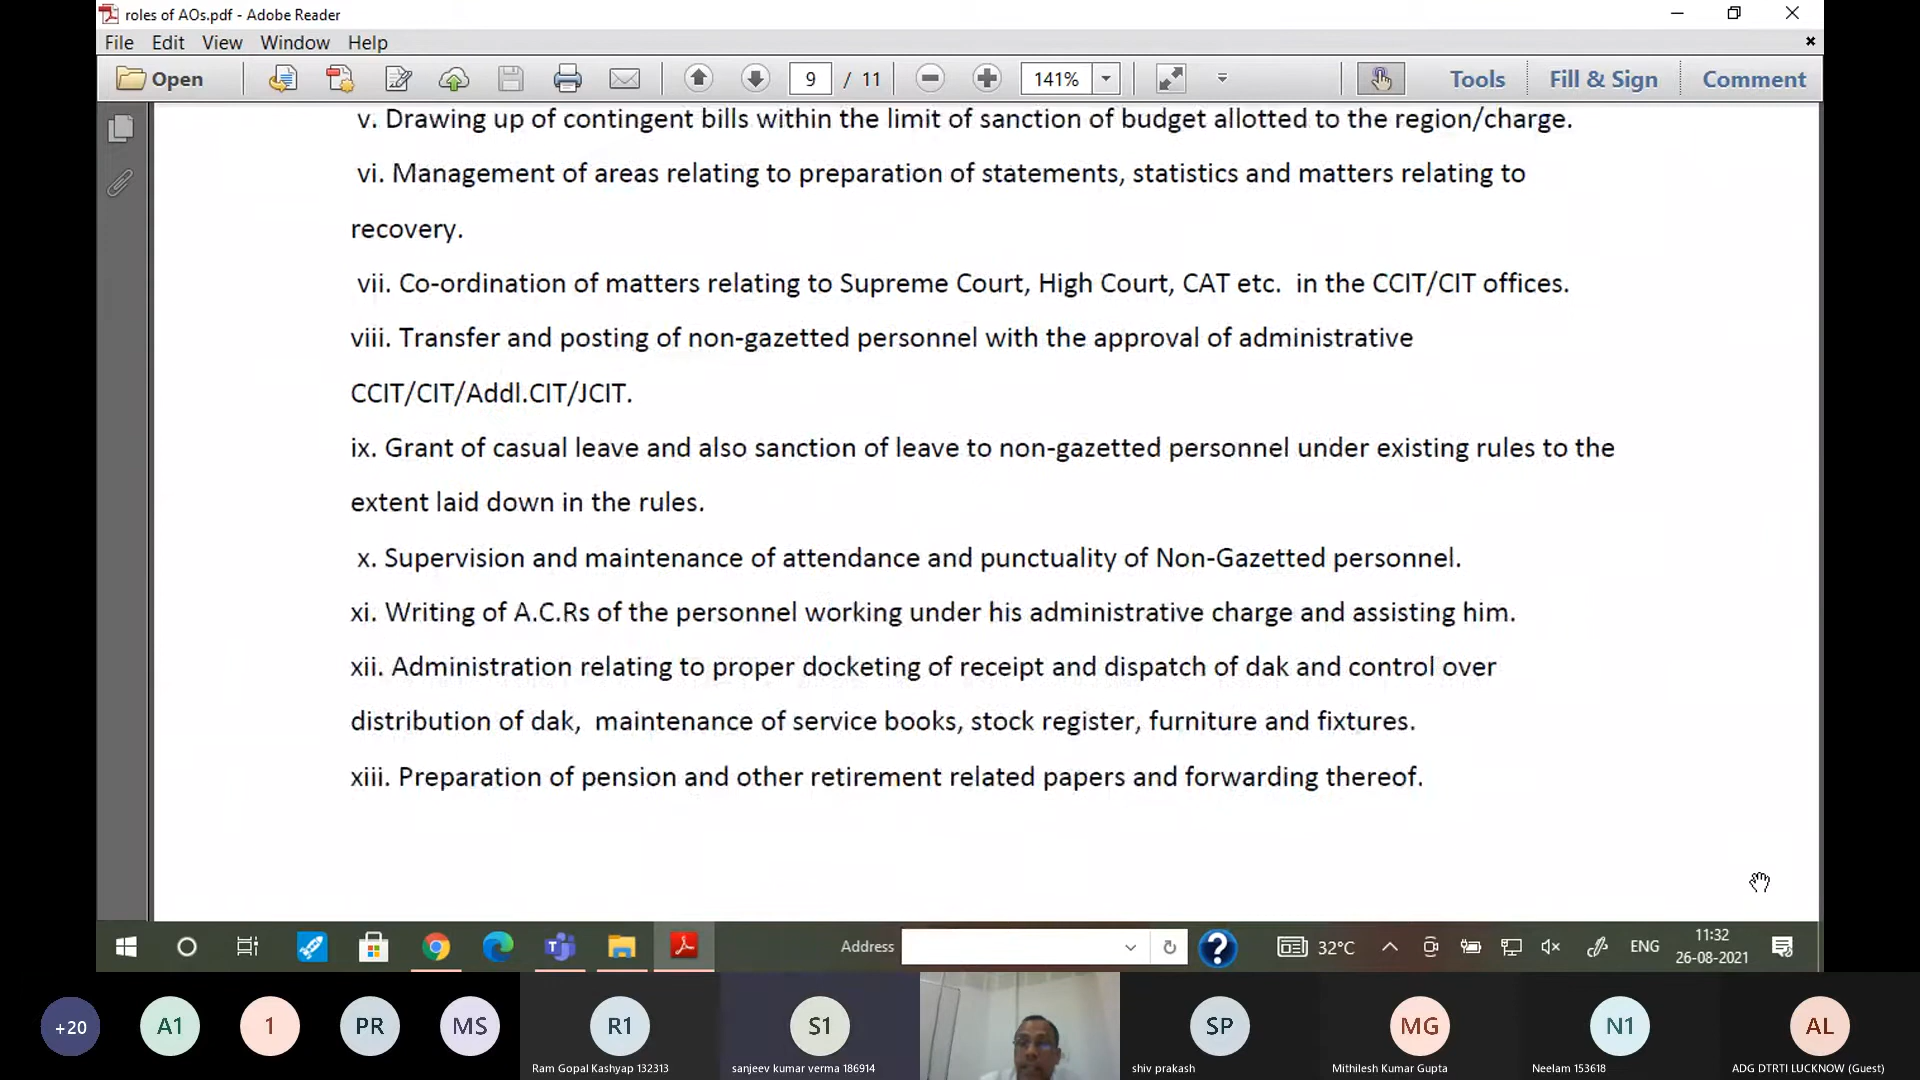 roles of AOs.pdf - Adobe Reader
File Edit View Window Help
Open 9 / 11 141% Tools Fill & Sign Comment
v. Drawing up of contingent bills within the limit of sanction of budget allotted to the region/charge.
vi. Management of areas relating to preparation of statements, statistics and matters relating to
recovery.
vii. Co-ordination of matters relating to Supreme Court, High Court, CAT etc.  in the CCIT/CIT offices.
viii. Transfer and posting of non-gazetted personnel with the approval of administrative
CCIT/CIT/Addl.CIT/JCIT.
ix. Grant of casual leave and also sanction of leave to non-gazetted personnel under existing rules to the
extent laid down in the rules.
x. Supervision and maintenance of attendance and punctuality of Non-Gazetted personnel.
xi. Writing of A.C.Rs of the personnel working under his administrative charge and assisting him.
xii. Administration relating to proper docketing of receipt and dispatch of dak and control over
distribution of dak,  maintenance of service books, stock register, furniture and fixtures.
xiii. Preparation of pension and other retirement related papers and forwarding thereof.
Address 32°C ENG 11:32
26-08-2021
+20 A1 1 PR MS R1 S1 SP MG N1 AL
Ram Gopal Kashyap 132313 sanjeev kumar verma 186914 shiv prakash Mithilesh Kumar Gupta Neelam 153618 ADG DTRTI LUCKNOW (Guest)